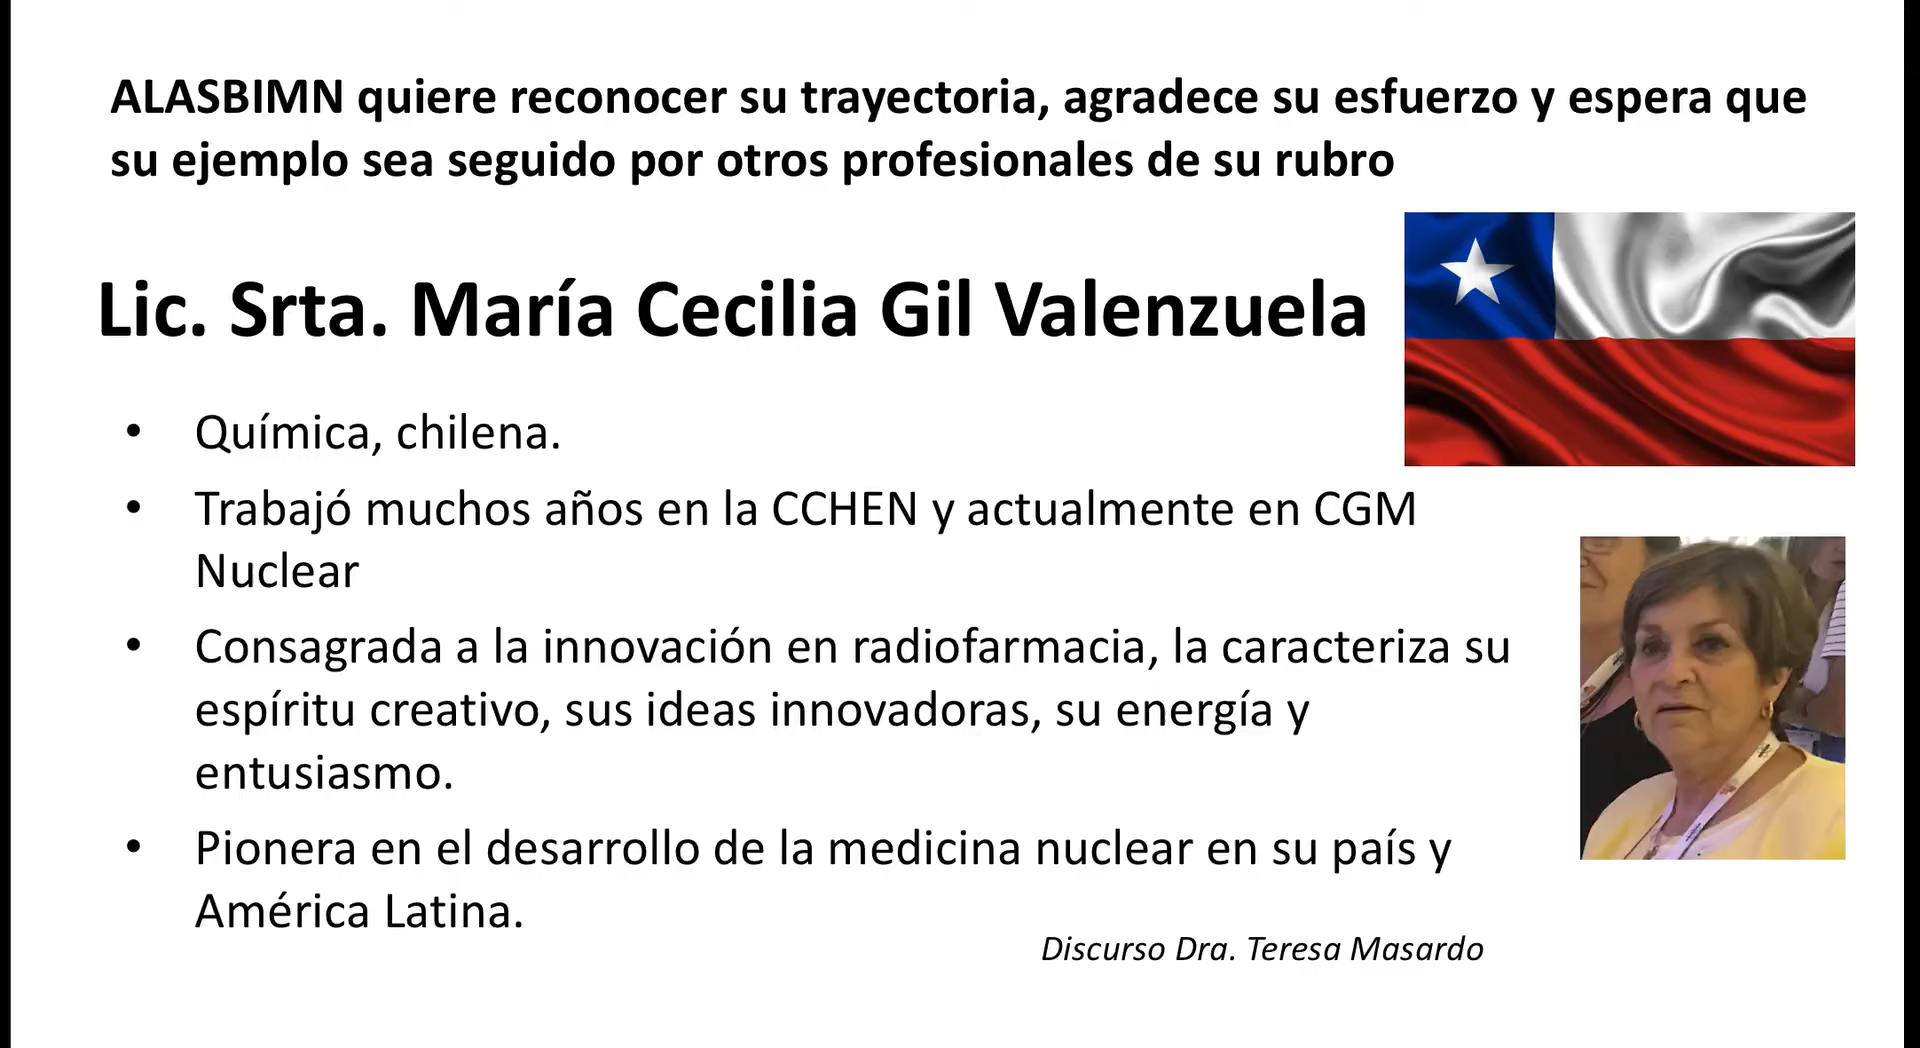 ALASBIMN quiere reconocer su trayectoria, agradece su esfuerzo y espera que
su ejemplo sea seguido por otros profesionales de su rubro
Lic. Srta. María Cecilia Gil Valenzuela
• Química, chilena.
• Trabajó muchos años en la CCHEN y actualmente en CGM
Nuclear
• Consagrada a la innovación en radiofarmacia, la caracteriza su
espíritu creativo, sus ideas innovadoras, su energía y
entusiasmo.
• Pionera en el desarrollo de la medicina nuclear en su país y
América Latina.
Discurso Dra. Teresa Masardo